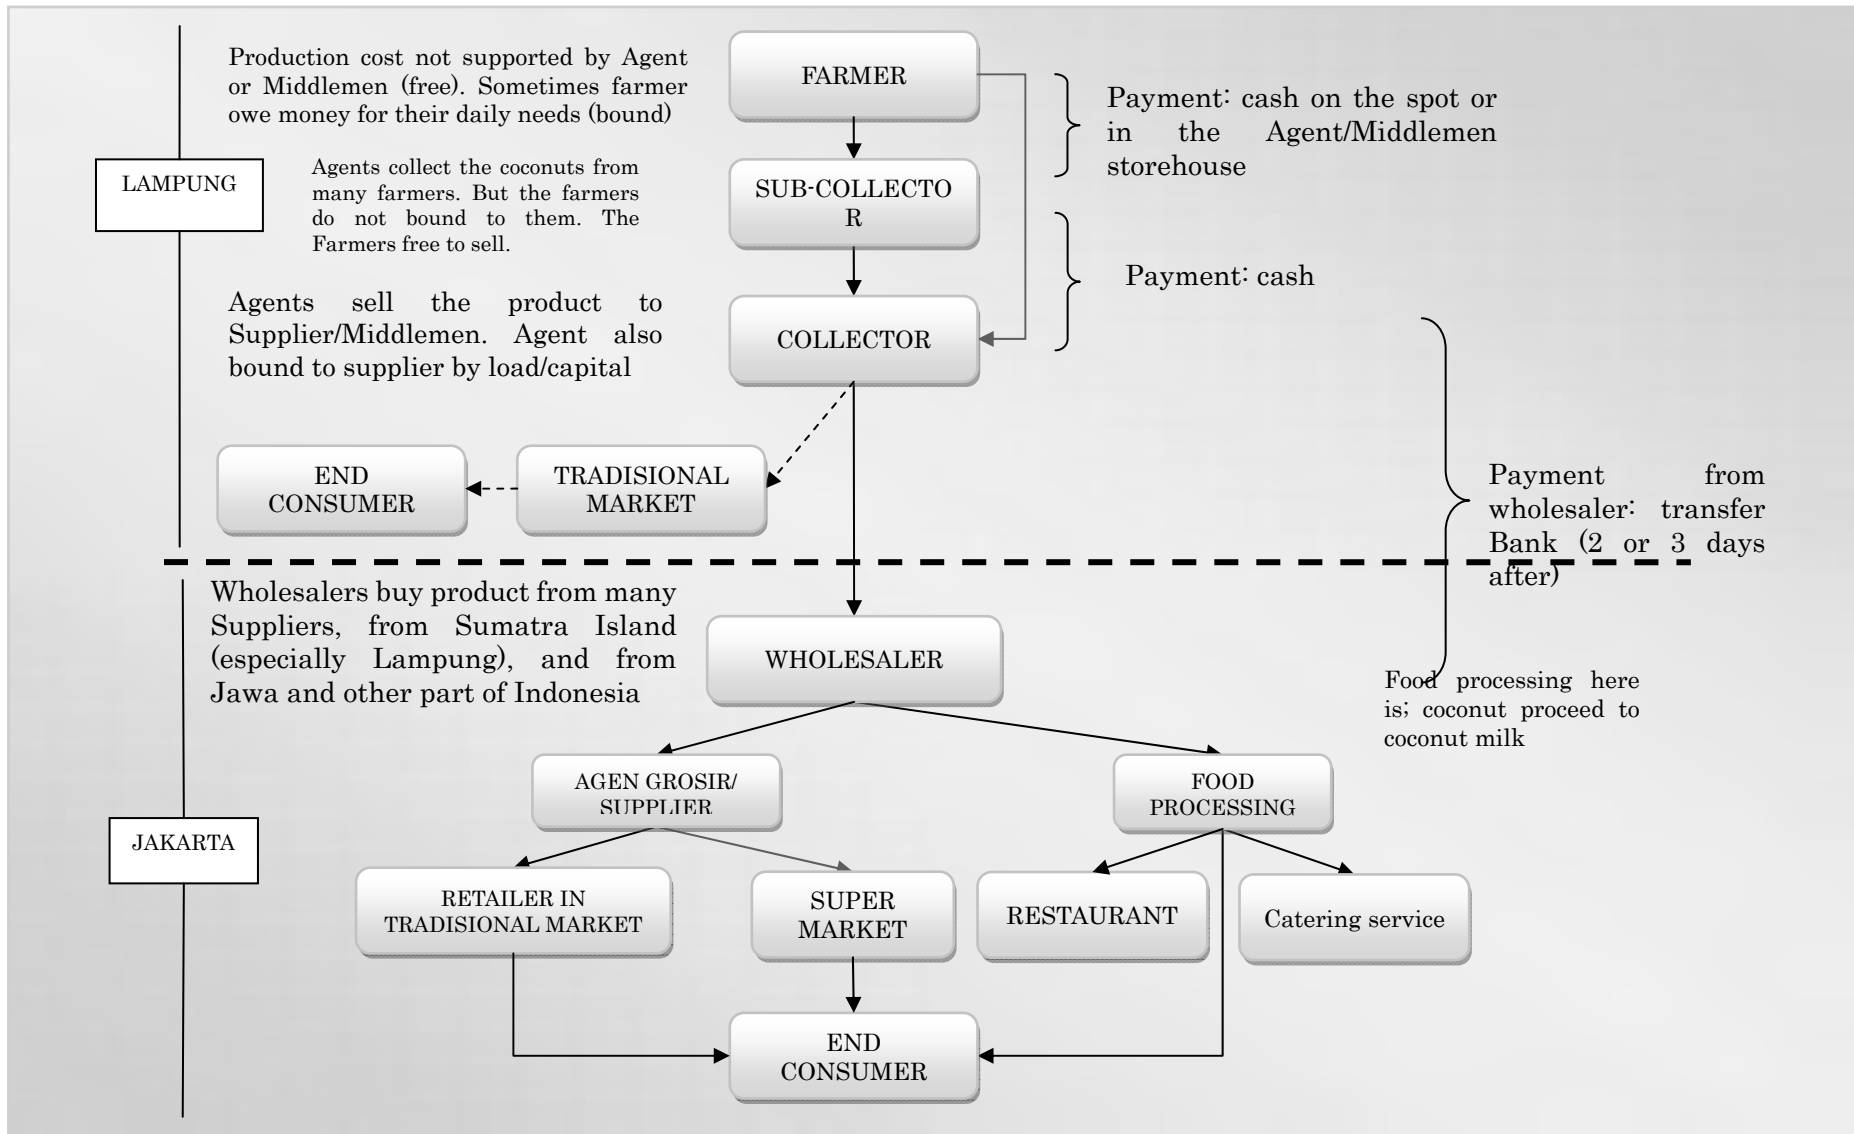 Production cost not supported by Agent
or Middlemen (free). Sometimes farmer
owe money for their daily needs (bound)
FARMER
Payment: cash on the spot or
in the Agent/Middlemen
storehouse
LAMPUNG
Agents collect the coconuts from
many farmers. But the farmers
do not bound to them. The
Farmers free to sell.
SUB-COLLECTO
R
Payment: cash
Agents sell the product to
Supplier/Middlemen. Agent also
bound to supplier by load/capital
COLLECTOR
END
CONSUMER
TRADISIONAL
MARKET
Payment from
wholesaler: transfer
Bank (2 or 3 days
after)
Wholesalers buy product from many
Suppliers, from Sumatra Island
(especially Lampung), and from
Jawa and other part of Indonesia
WHOLESALER
Food processing here
is; coconut proceed to
coconut milk
AGEN GROSIR/
SUPPLIER
FOOD
PROCESSING
JAKARTA
RETAILER IN
TRADISIONAL MARKET
SUPER
MARKET
RESTAURANT
Catering service
END
CONSUMER